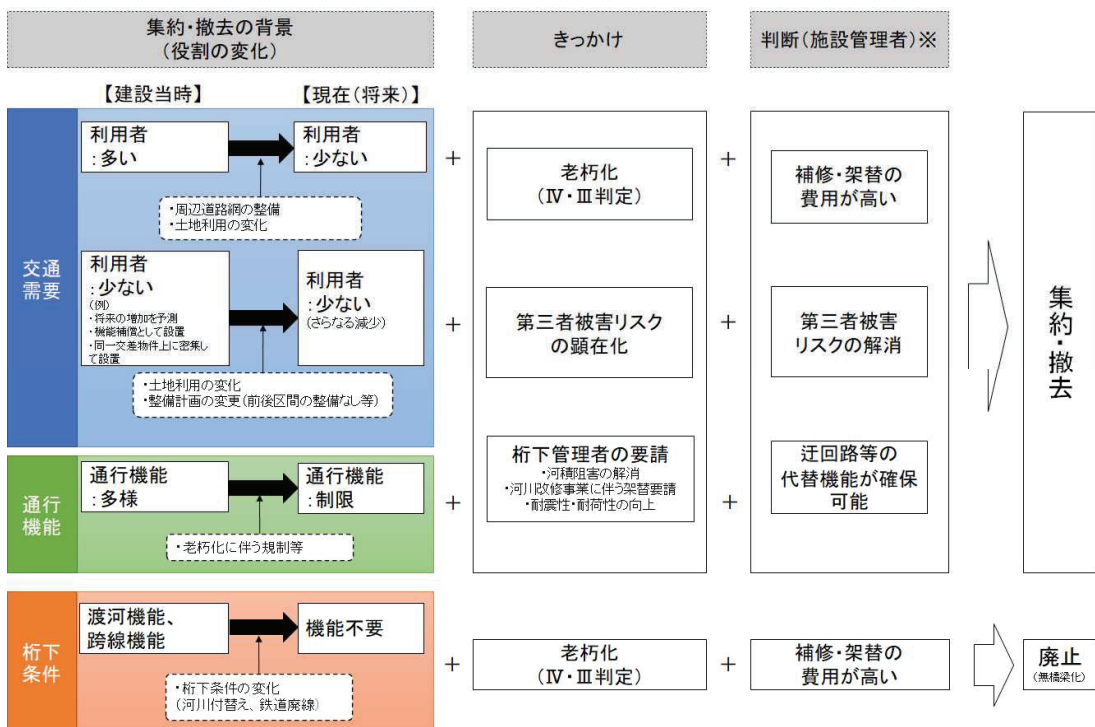 集約・撤去の背景
(役割の変化)
きっかけ
判断(施設管理者)※
【建設当時】
【現在(将来)】
交通
需要
利用者
:多い
利用者
:少ない
・周辺道路網の整備
・土地利用の変化
利用者
:少ない
(例)
・将来の増加を予測
・機能補償として設置
・同一交差物件上に密集し
て設置
利用者
:少ない
(さらなる減少)
・土地利用の変化
・整備計画の変更(前後区間の整備なし等)
通行
機能
通行機能
:多様
通行機能
:制限
・老朽化に伴う規制等
+
老朽化
(Ⅳ・Ⅲ判定)
+
補修・架替の
費用が高い
+
第三者被害リスク
の顕在化
+
第三者被害
リスクの解消
+
桁下管理者の要請
・河積阻害の解消
・河川改修事業に伴う架替要請
・耐震性・耐荷性の向上
+
迂回路等の
代替機能が確保
可能
集約・撤去
桁下
条件
渡河機能、
跨線機能
機能不要
・桁下条件の変化
(河川付替え、鉄道廃線)
+
老朽化
(Ⅳ・Ⅲ判定)
+
補修・架替の
費用が高い
廃止
(無橋梁化)